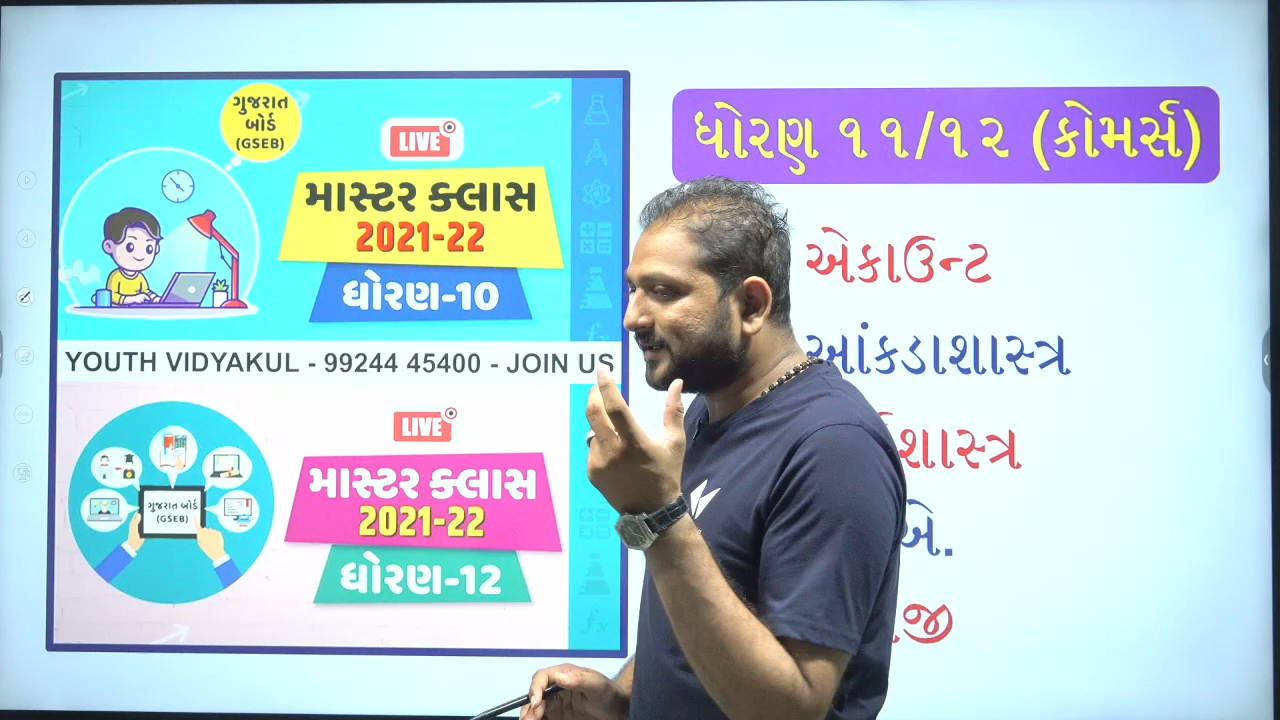 ગુજરાત
બોર્ડ
(GSEB)
LIVE
માસ્ટર ક્લાસ
2021-22
ધોરણ-10
YOUTH VIDYAKUL - 99244 45400 - JOIN US
LIVE
ગુજરાત બોર્ડ
(GSEB)
માસ્ટર ક્લાસ
2021-22
ધોરણ-12
ધોરણ ૧૧/૧૨ (કોમર્સ)
એકાઉન્ટ
આંકડાશાસ્ત્ર